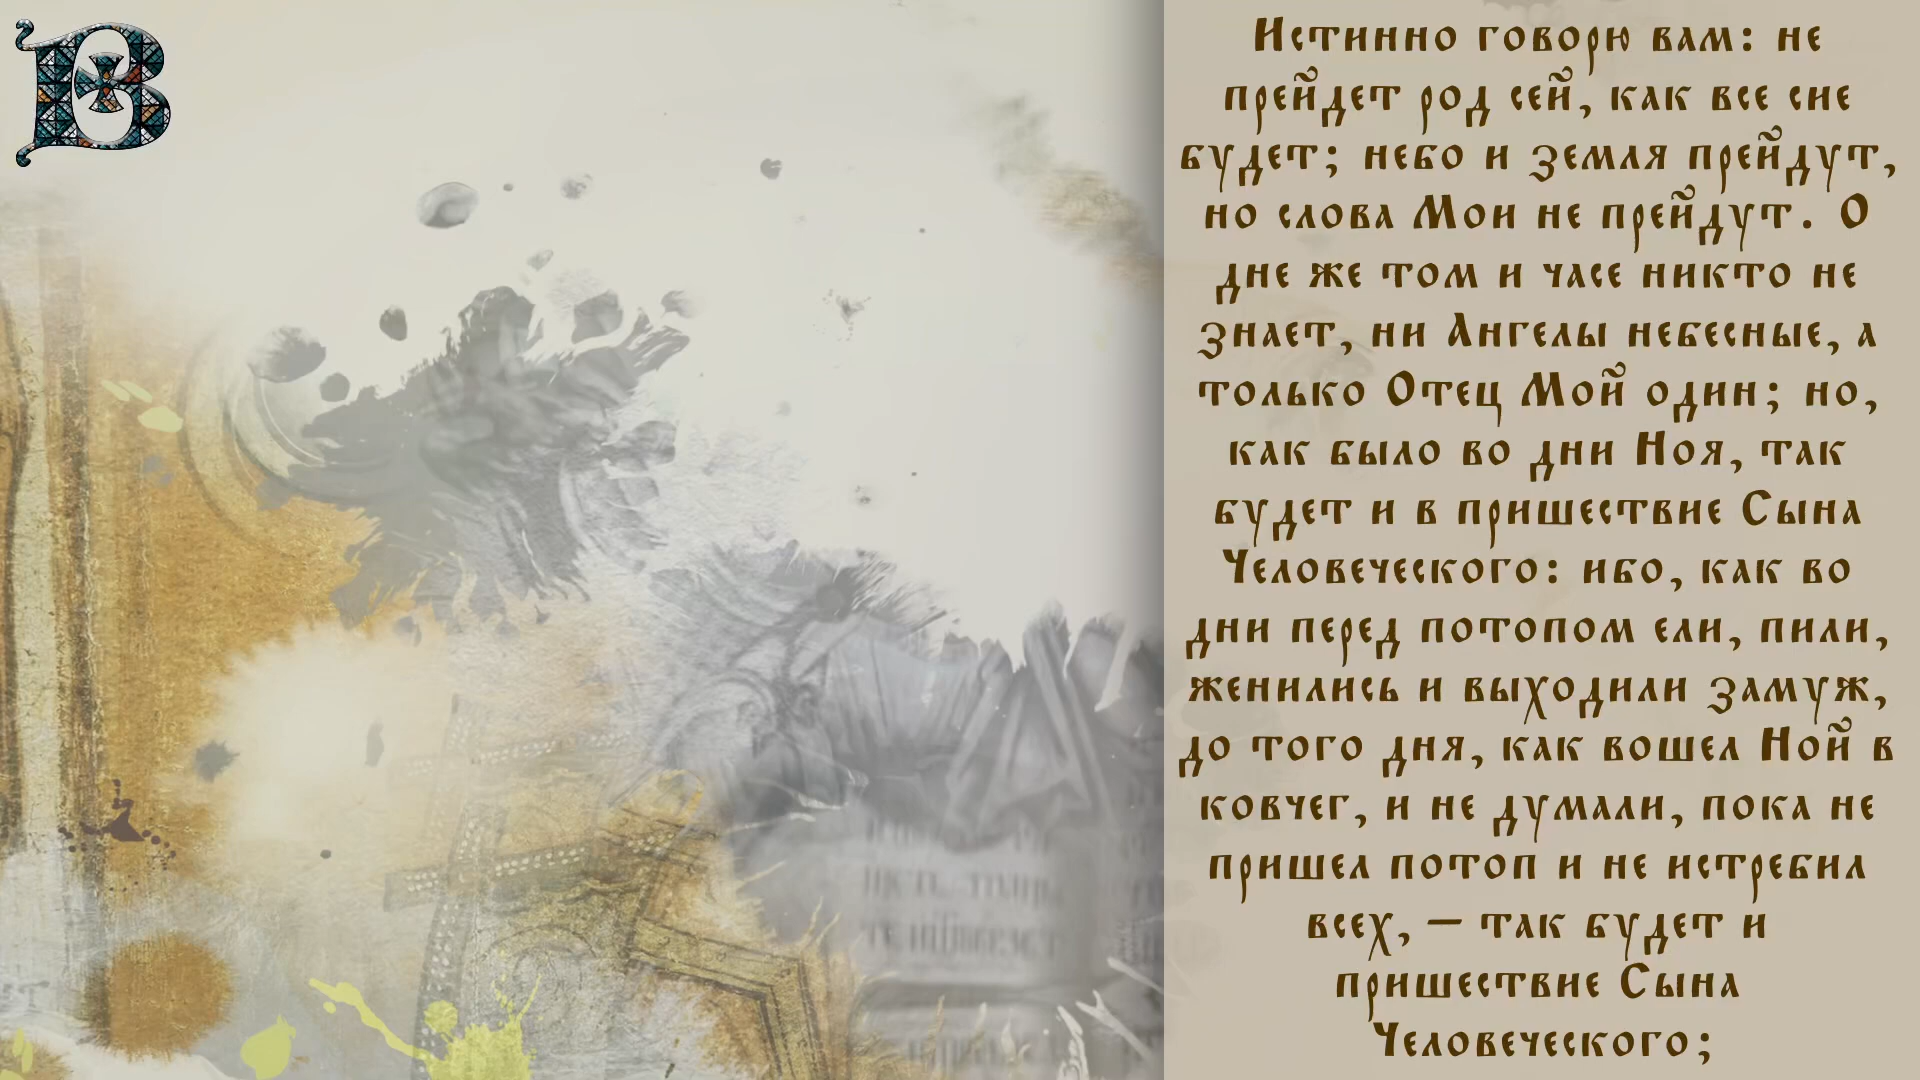 В
Истинно говорю вам: не
прейдет род сей, как все сие
будет; небо и земля прейдут,
но слова Мои не прейдут. О
дне же том и часе никто не
знает, ни Ангелы небесные, а
только Отец Мой один; но,
как было во дни Ноя, так
будет и в пришествие Сына
Человеческого: ибо, как во
дни перед потопом ели, пили,
женились и выходили замуж,
до того дня, как вошел Ной в
ковчег, и не думали, пока не
пришел потоп и не истребил
всех, — так будет и
пришествие Сына
Человеческого;